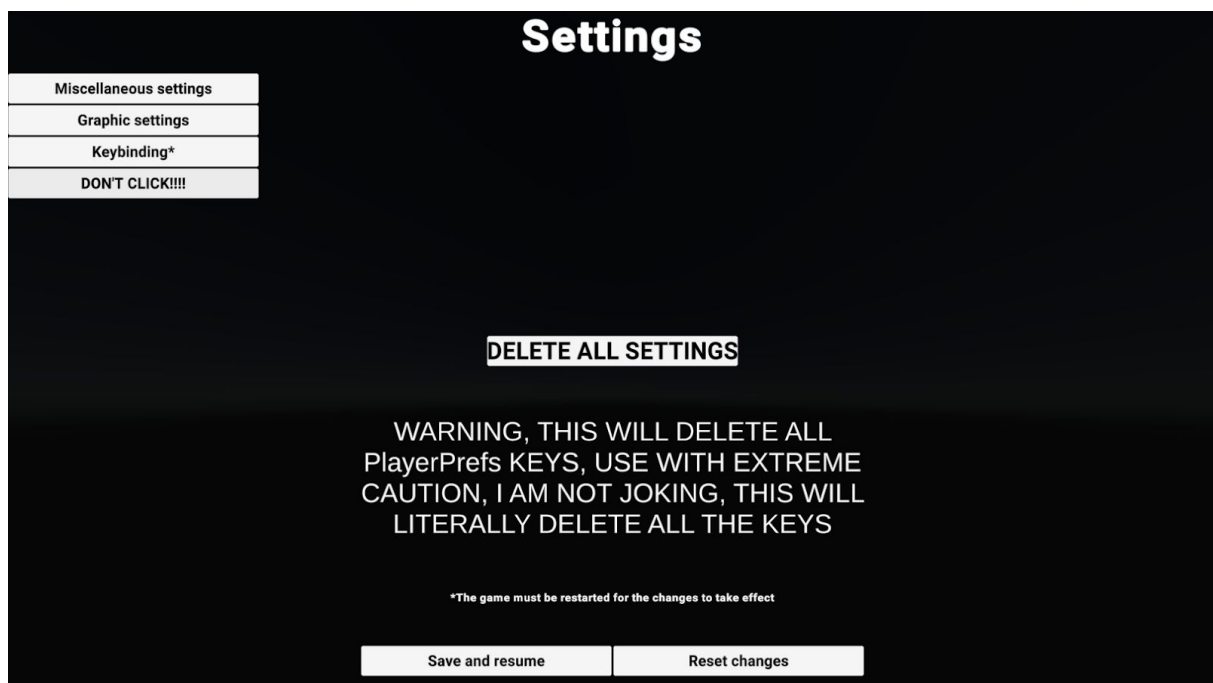 Settings
Miscellaneous settings
Graphic settings
Keybinding*
DON'T CLICK!!!!
DELETE ALL SETTINGS
WARNING, THIS WILL DELETE ALL
PlayerPrefs KEYS, USE WITH EXTREME
CAUTION, I AM NOT JOKING, THIS WILL
LITERALLY DELETE ALL THE KEYS
*The game must be restarted for the changes to take effect
Save and resume
Reset changes